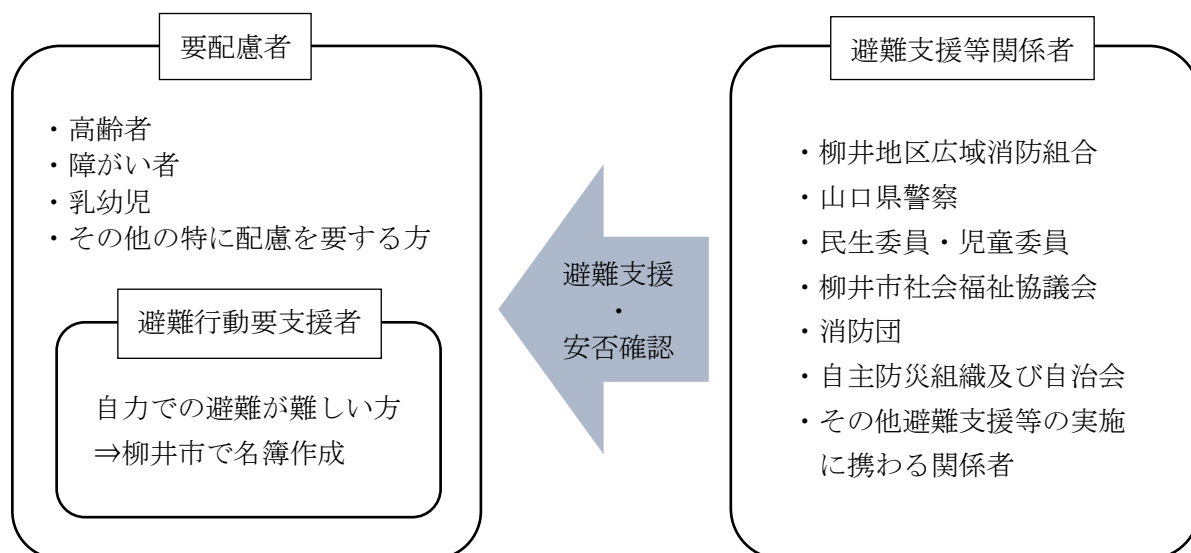 要配慮者
・高齢者
・障がい者
・乳幼児
・その他の特に配慮を要する方
避難行動要支援者
自力での避難が難しい方
⇒柳井市で名簿作成
避難支援
・
安否確認
避難支援等関係者
・柳井地区広域消防組合
・山口県警察
・民生委員・児童委員
・柳井市社会福祉協議会
・消防団
・自主防災組織及び自治会
・その他避難支援等の実施
に携わる関係者